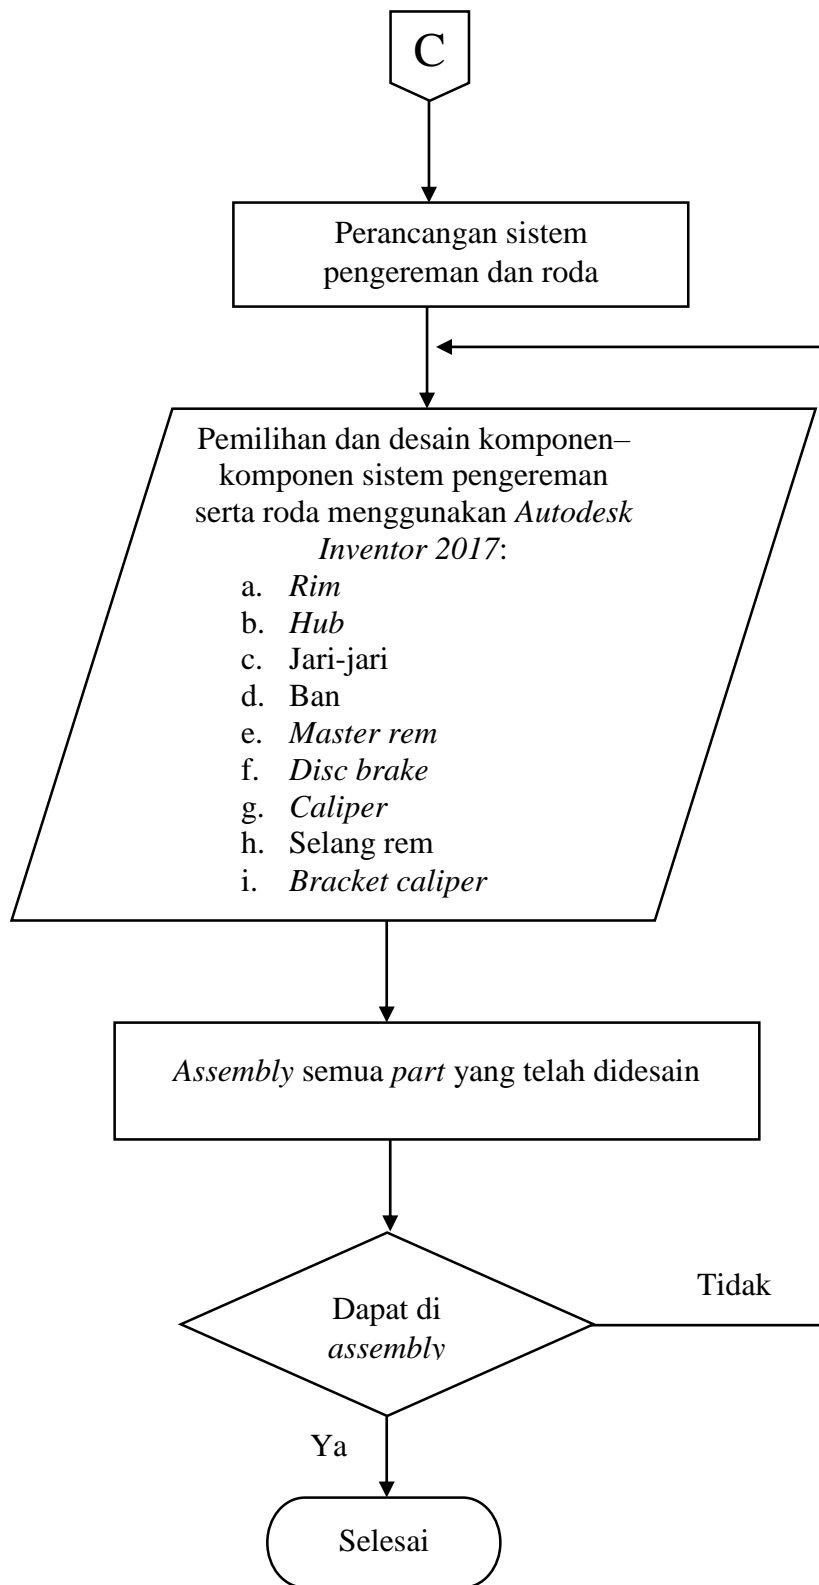 C
Perancangan sistem
pengereman dan roda
Pemilihan dan desain komponen–
komponen sistem pengereman
serta roda menggunakan Autodesk
Inventor 2017:
a. Rim
b. Hub
c. Jari-jari
d. Ban
e. Master rem
f. Disc brake
g. Caliper
h. Selang rem
i. Bracket caliper
Assembly semua part yang telah didesain
Dapat di
assembly
Tidak
Ya
Selesai